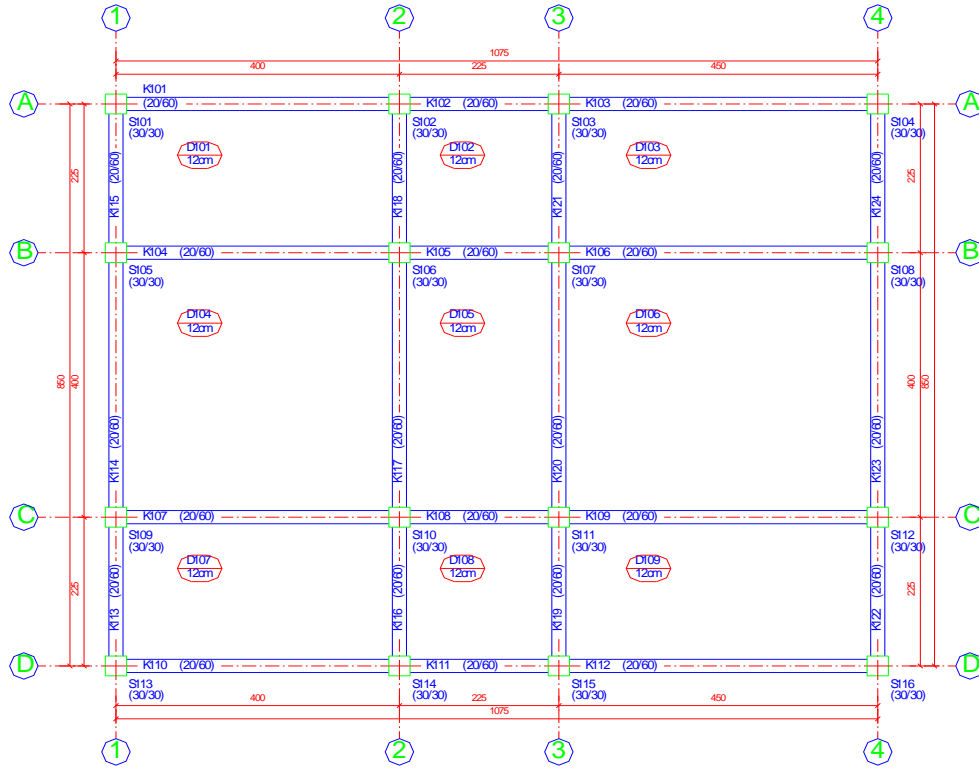 1 2 3 4
1075
400 225 450
K101
A (20/60) K102 (20/60) K103 (20/60) A
S101 S102 S103 S104
(30/30) (30/30) (30/30) (30/30)
D101 D102 D103
12cm 12cm 12cm
K115 (20/60) K118 (20/60) K121 (20/60) K124 (20/60)
225 225
B K104 (20/60) K105 (20/60) K106 (20/60) B
S105 S106 S107 S108
(30/30) (30/30) (30/30) (30/30)
D104 D105 D106
12cm 12cm 12cm
850 400 400 850
K114 (20/60) K117 (20/60) K120 (20/60) K123 (20/60)
C K107 (20/60) K108 (20/60) K109 (20/60) C
S109 S110 S111 S112
(30/30) (30/30) (30/30) (30/30)
D107 D108 D109
12cm 12cm 12cm
225 225
K113 (20/60) K116 (20/60) K119 (20/60) K122 (20/60)
D K110 (20/60) K111 (20/60) K112 (20/60) D
S113 S114 S115 S116
(30/30) (30/30) (30/30) (30/30)
400 225 450
1075
1 2 3 4